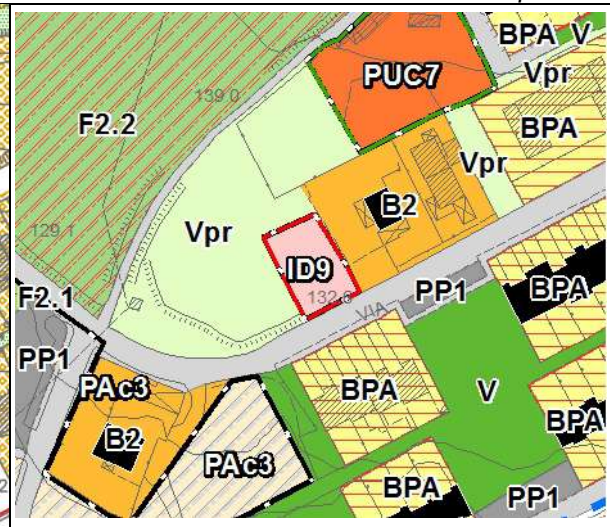 BPA V
PUC7
Vpr
139.0
F2.2
BPA
Vpr
B2
Vpr
129.1
ID9
F2.1
132.6
PP1
BPA
VIA
PP1
PAc3
BPA
V
B2
BPA
PAc3
BPA
PP1